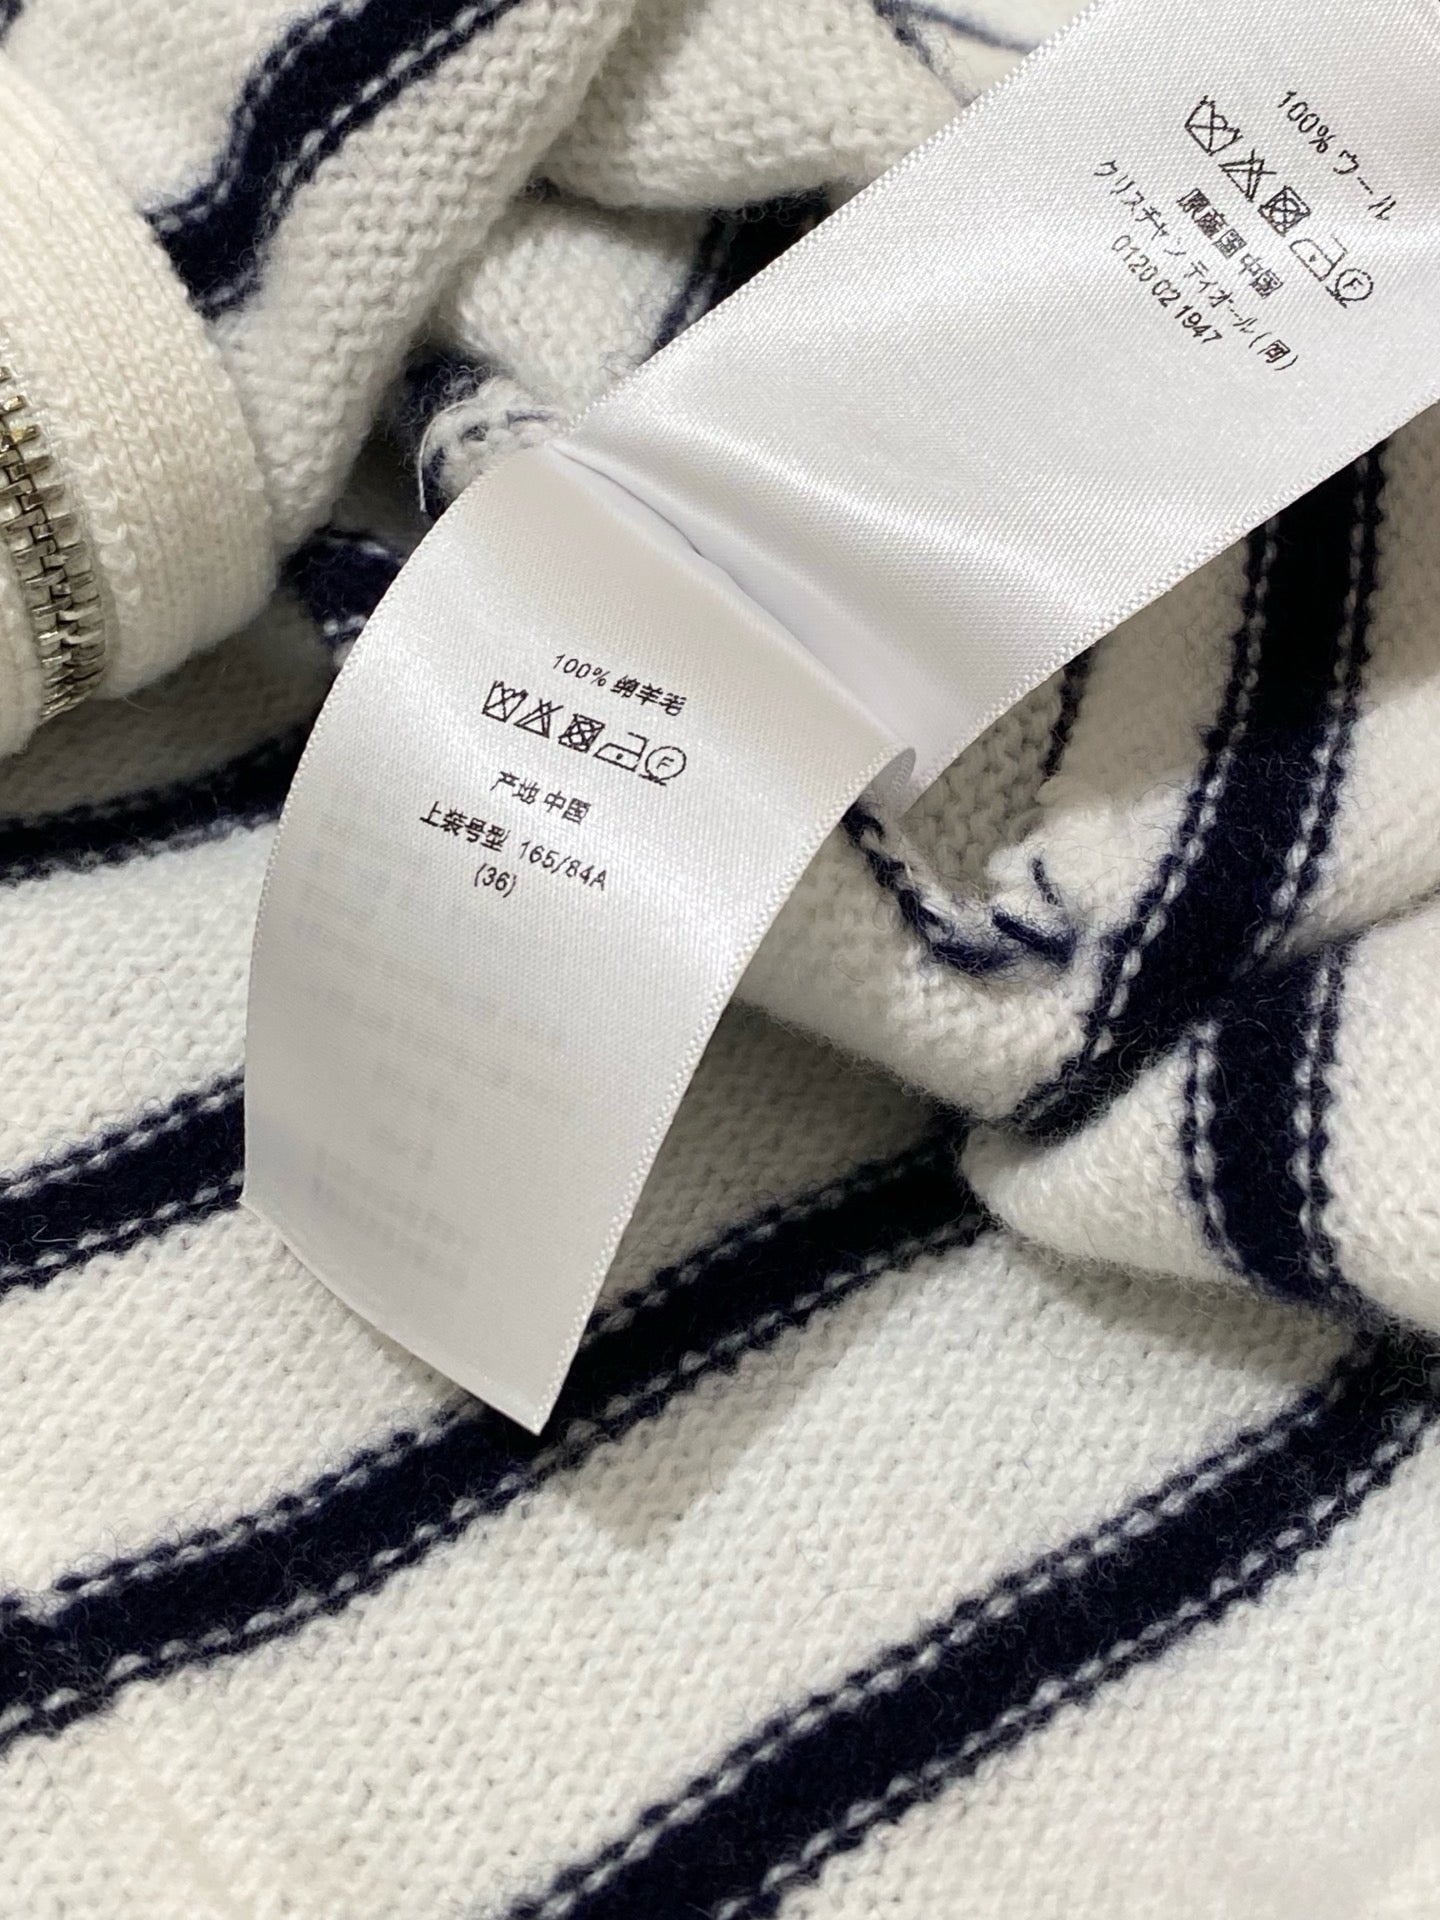 100% ウール
F
原産国 中国
クリスチャン ディオール (同)
0120 02 1947
100% 绵羊毛
F
产地 中国
上装号型 165/84A
(36)